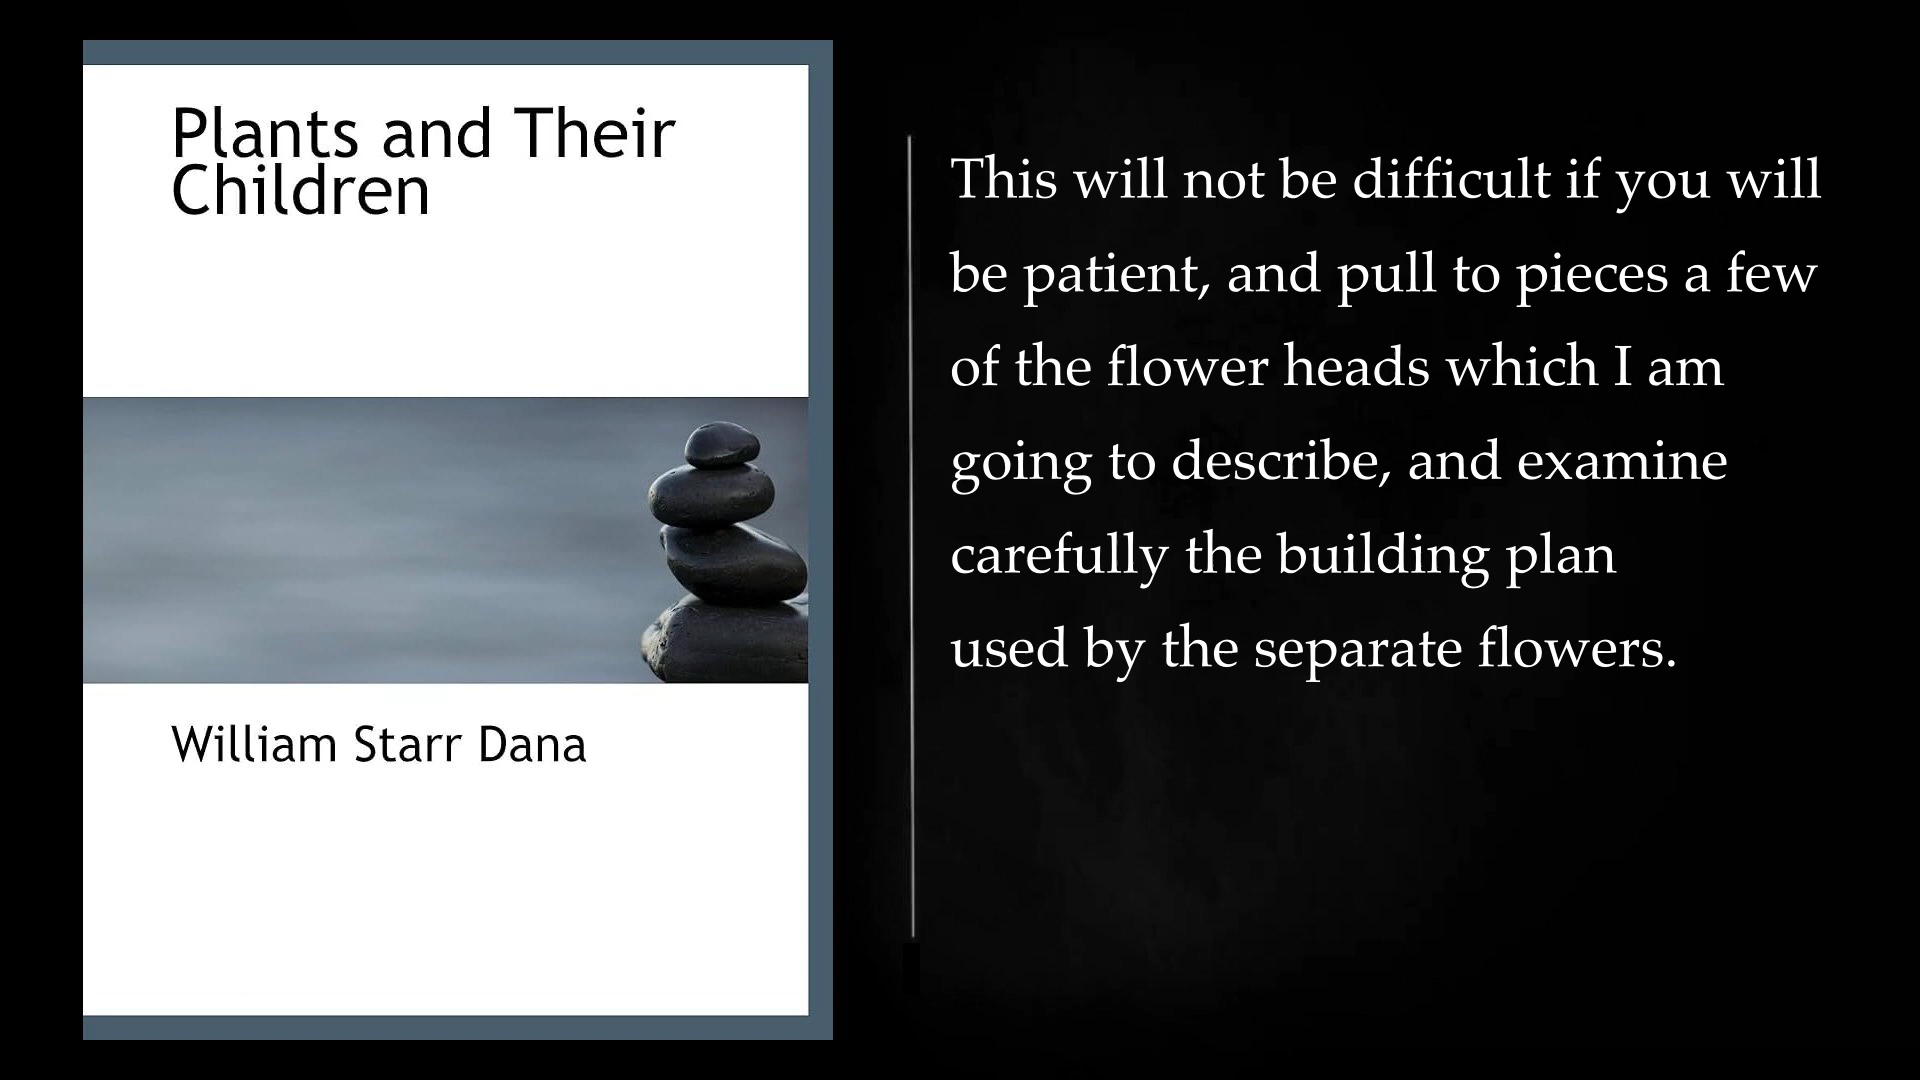 Plants and Their
Children
William Starr Dana
This will not be difficult if you will
be patient, and pull to pieces a few
of the flower heads which I am
going to describe, and examine
carefully the building plan
used by the separate flowers.